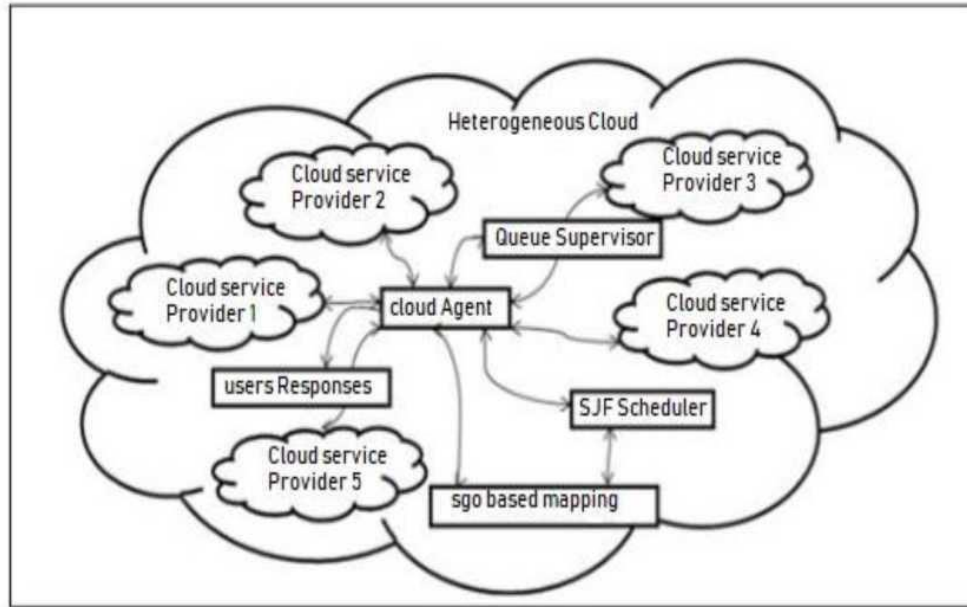 Heterogeneous Cloud
Cloud service
Provider 2
Cloud service
Provider 3
Queue Supervisor
Cloud service
Provider 1
cloud Agent
Cloud service
Provider 4
users Responses
SJF Scheduler
Cloud service
Provider 5
sgo based mapping